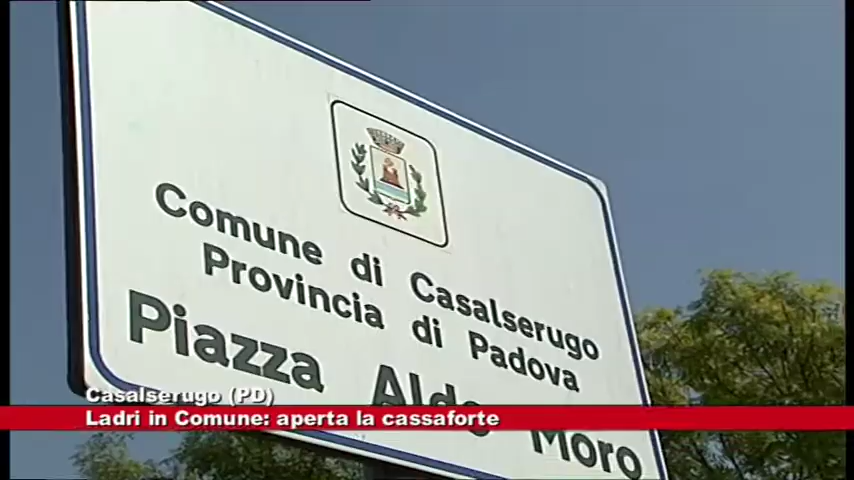 Comune di Casalserugo
Provincia di Padova
Piazza Aldo Moro
Casalserugo (PD)
Ladri in Comune: aperta la cassaforte